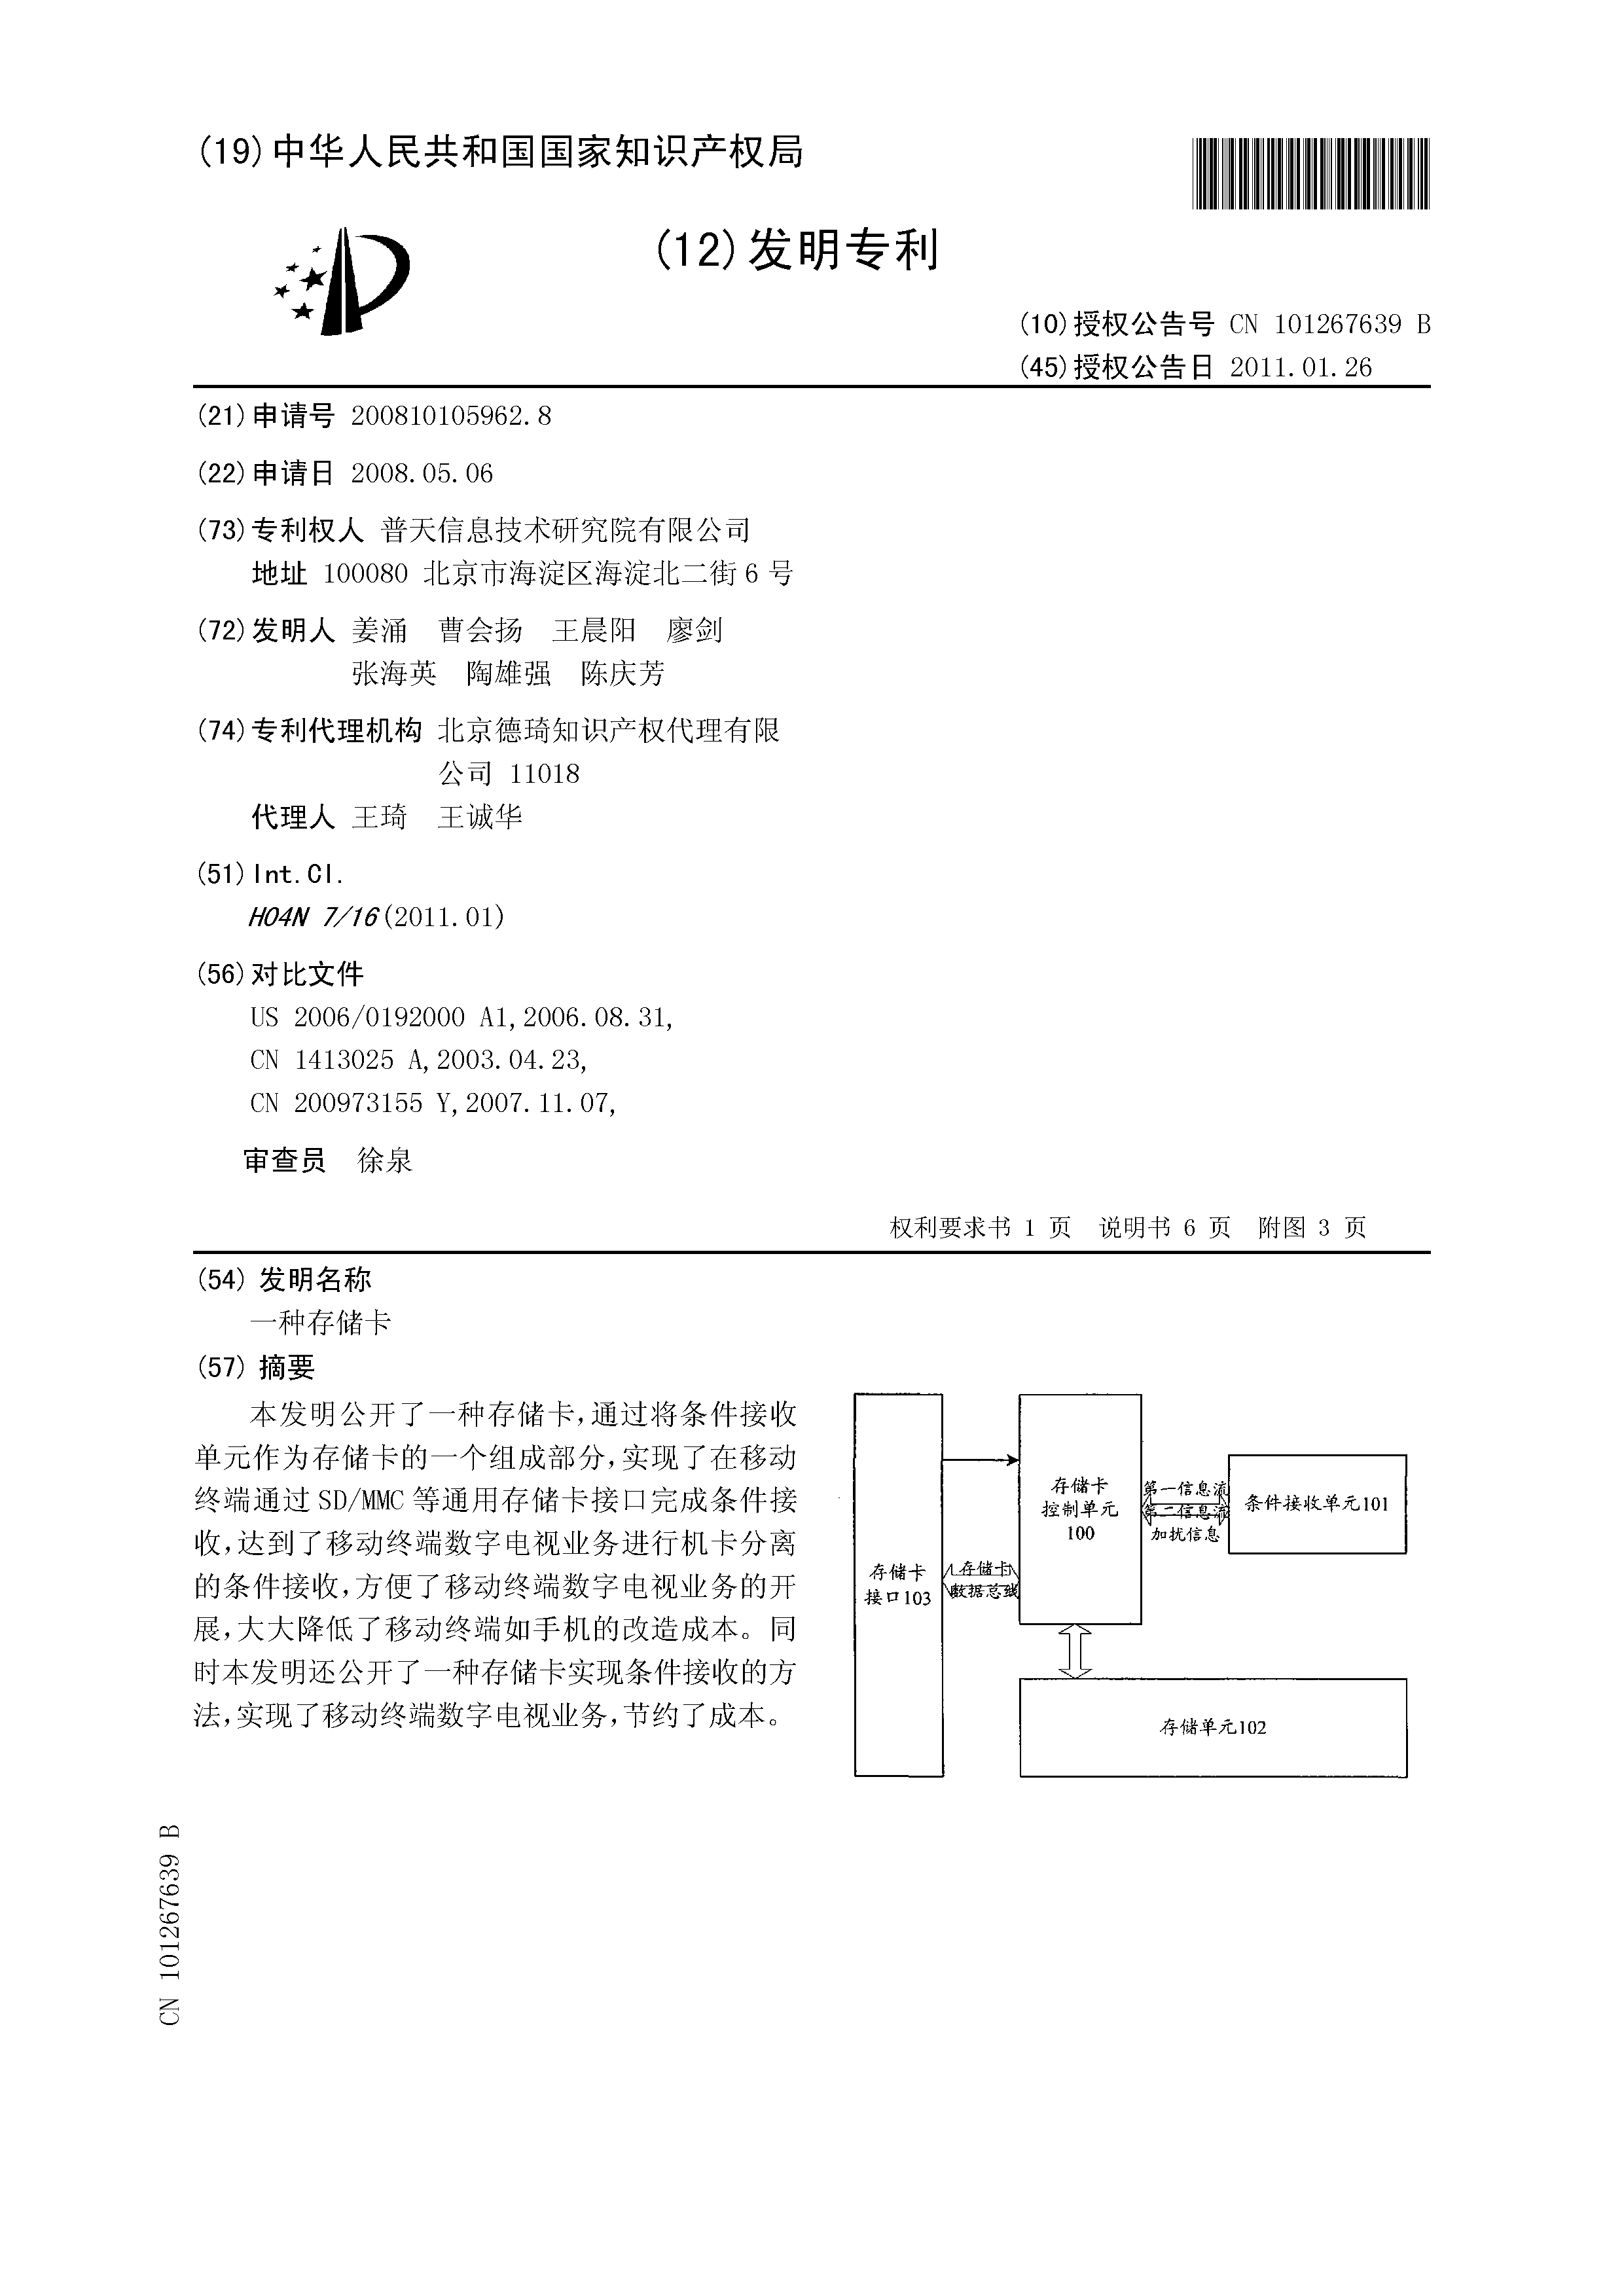 (19)中华人民共和国国家知识产权局
(12)发明专利
(10)授权公告号 CN 101267639 B
(45)授权公告日 2011.01.26
(21)申请号 200810105962.8
(22)申请日 2008.05.06
(73)专利权人 普天信息技术研究院有限公司
地址 100080 北京市海淀区海淀北二街6号
(72)发明人 姜涌 曹会扬 王晨阳 廖剑
张海英 陶雄强 陈庆芳
(74)专利代理机构 北京德琦知识产权代理有限
公司 11018
代理人 王琦 王诚华
(51)Int.Cl.
H04N 7/16(2011.01)
(56)对比文件
US 2006/0192000 A1,2006.08.31,
CN 1413025 A,2003.04.23,
CN 200973155 Y,2007.11.07,
审查员 徐泉
权利要求书 1 页 说明书 6 页 附图 3 页
(54) 发明名称
一种存储卡
(57) 摘要
本发明公开了一种存储卡,通过将条件接收
单元作为存储卡的一个组成部分,实现了在移动
终端通过 SD/MMC 等通用存储卡接口完成条件接
收,达到了移动终端数字电视业务进行机卡分离
的条件接收,方便了移动终端数字电视业务的开
展,大大降低了移动终端如手机的改造成本。同
时本发明还公开了一种存储卡实现条件接收的方
法,实现了移动终端数字电视业务,节约了成本。
存储卡
接口103
存储卡
数据总线
存储卡
控制单元
100
第一信息流
第二信息流
加扰信息
条件接收单元101
存储单元102
CN 101267639 B